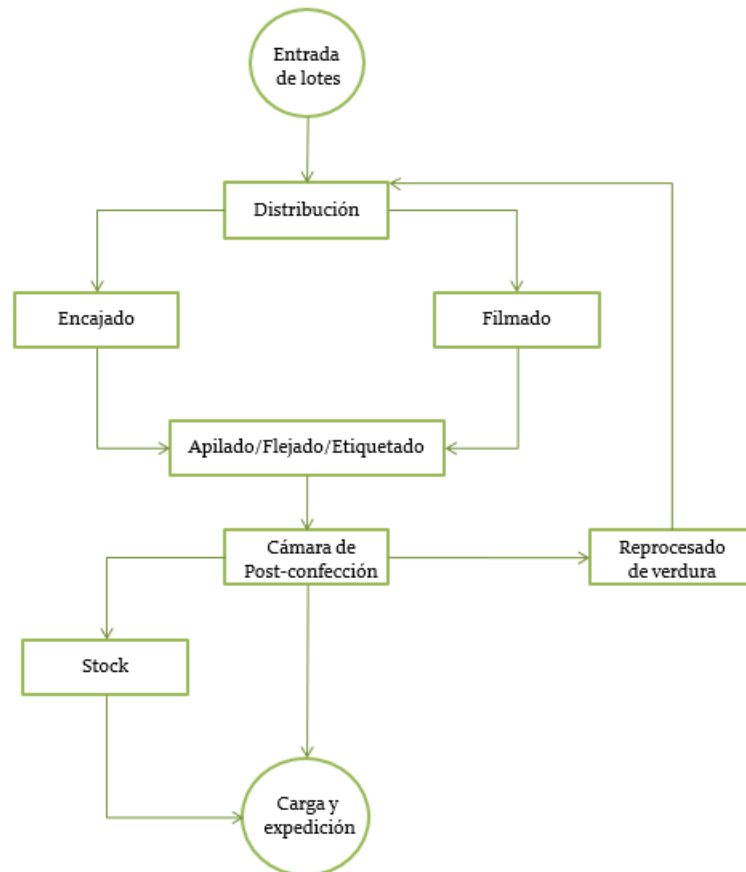 Entrada
de lotes
Distribución
Encajado
Filmado
Apilado/Flejado/Etiquetado
Cámara de
Post-confección
Reprocesado
de verdura
Stock
Carga y
expedición